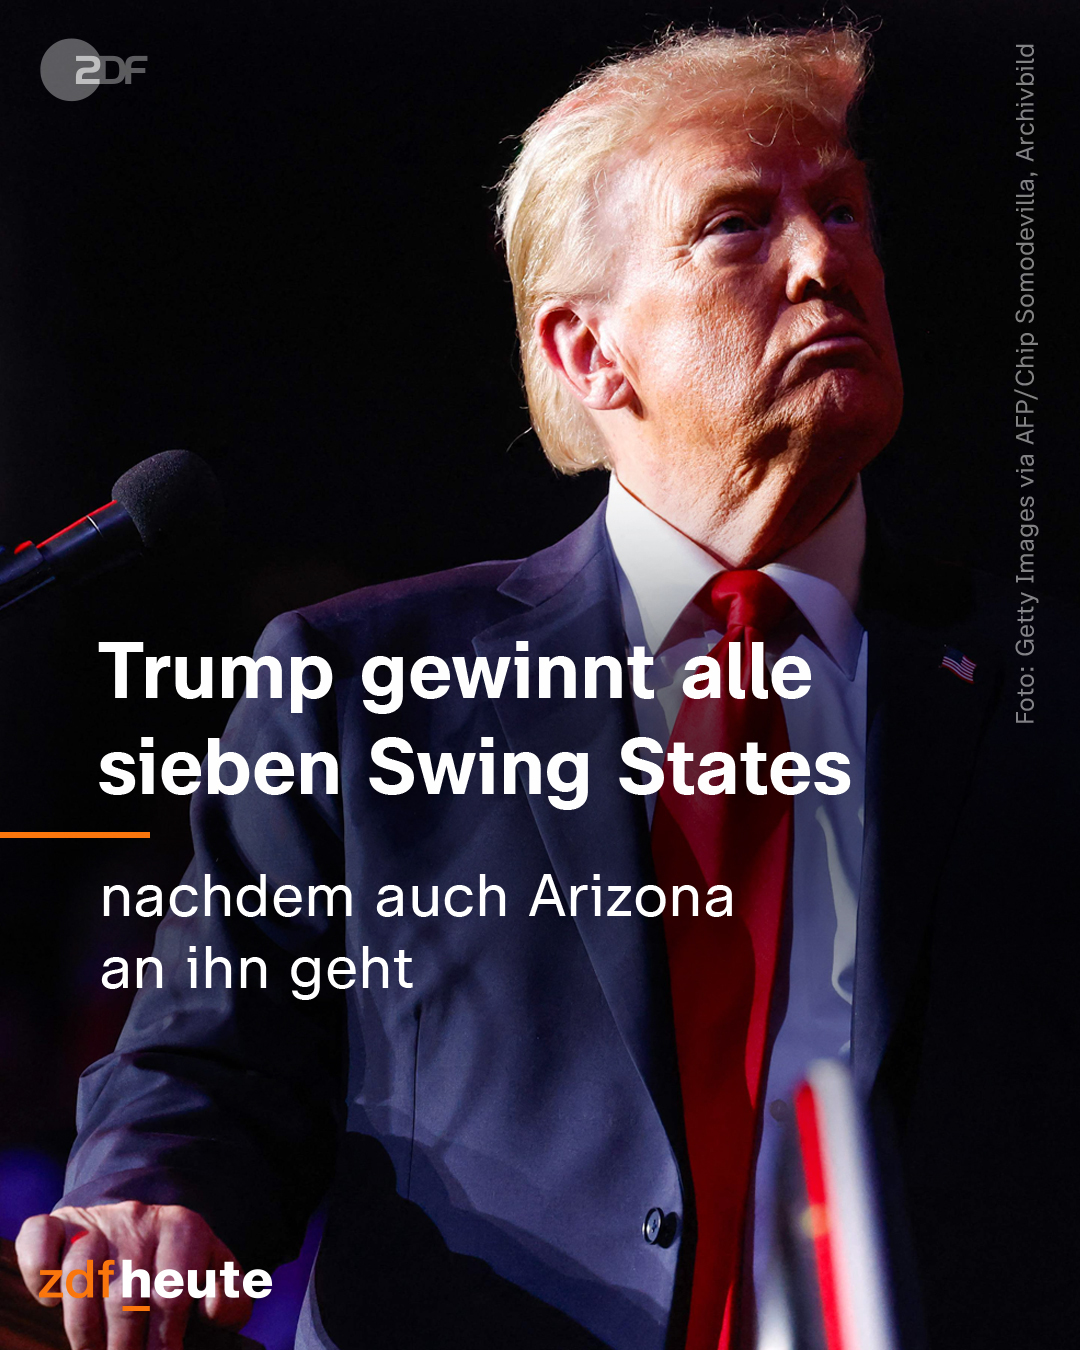 ZDF
Foto: Getty Images via AFP/Chip Somodevilla, Archivbild
Trump gewinnt alle
sieben Swing States
nachdem auch Arizona
an ihn geht
zdfheute